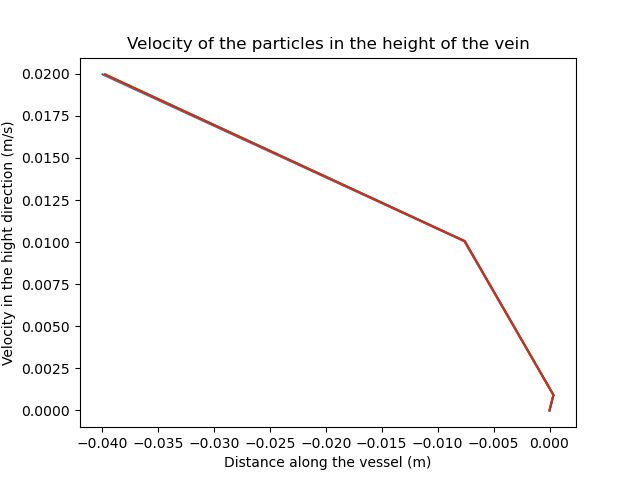 Velocity of the particles in the height of the vein
Velocity in the hight direction (m/s)
0.0200
0.0175
0.0150
0.0125
0.0100
0.0075
0.0050
0.0025
0.0000
−0.040 −0.035 −0.030 −0.025 −0.020 −0.015 −0.010 −0.005 0.000
Distance along the vessel (m)